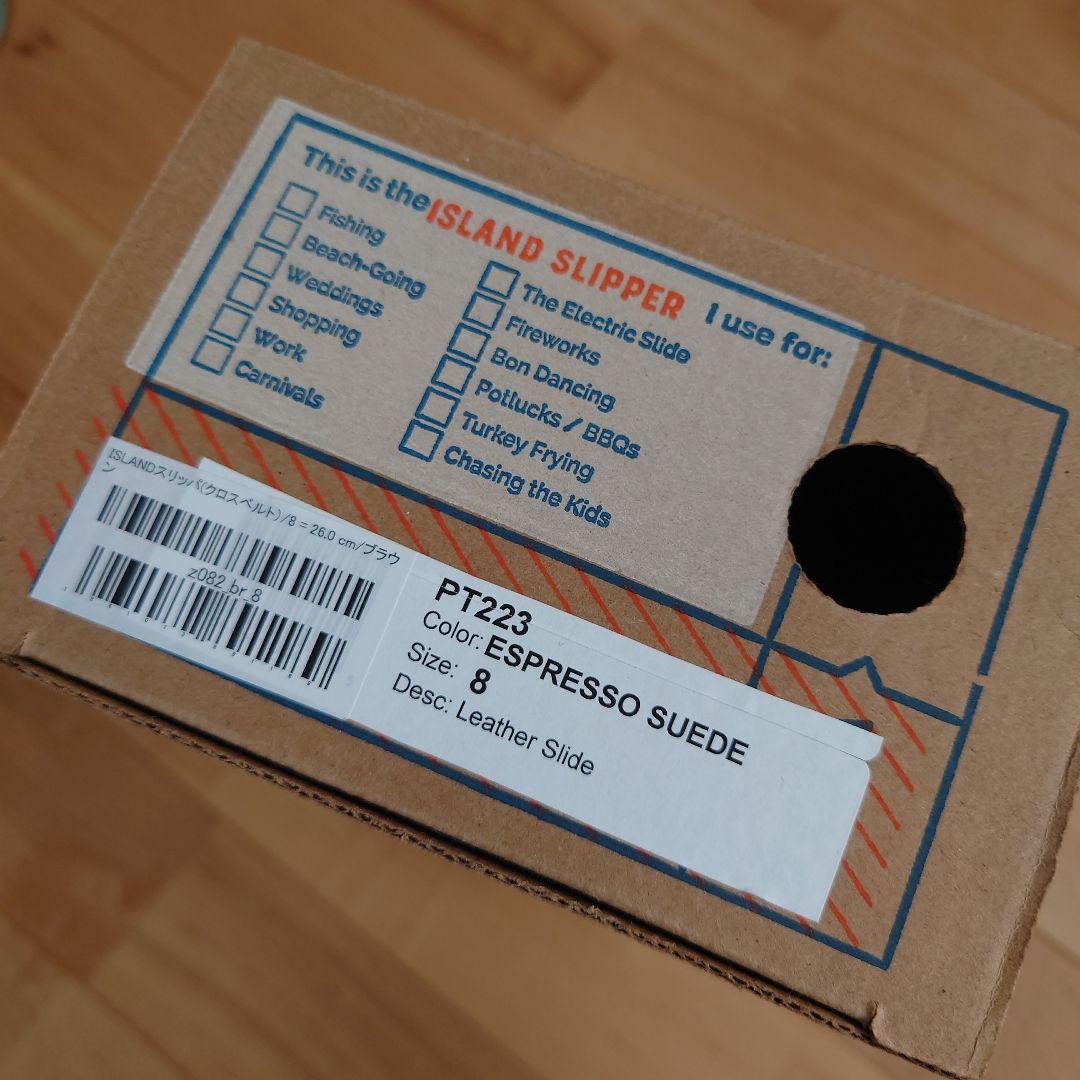 This is the ISLAND SLIPPER I use for:
Fishing
Beach-Going
Weddings
Shopping
Work
Carnivals
The Electric Slide
Fireworks
Bon Dancing
Potlucks / BBQs
Turkey Frying
Chasing the Kids
ISLANDスリッパ(クロスベルト)/8 = 26.0 cm/ブラウ
ン
z082_br_8
PT223
Color: ESPRESSO SUEDE
Size: 8
Desc: Leather Slide